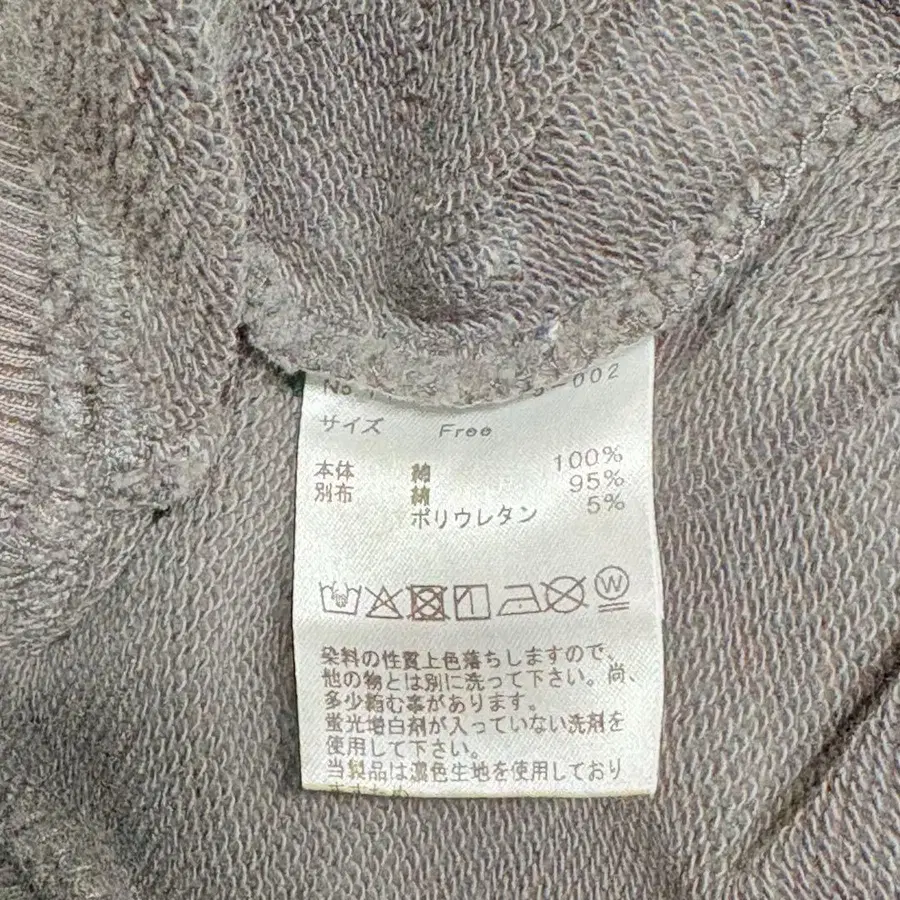 No
-002
サイズ Free
本体 綿 100%
別布 綿 95%
ポリウレタン 5%
W
染料の性質上色落ちしますので、
他の物とは別に洗って下さい。尚、
多少縮む事があります。
蛍光増白剤が入っていない洗剤を
使用して下さい。
当製品は濃色生地を使用しており